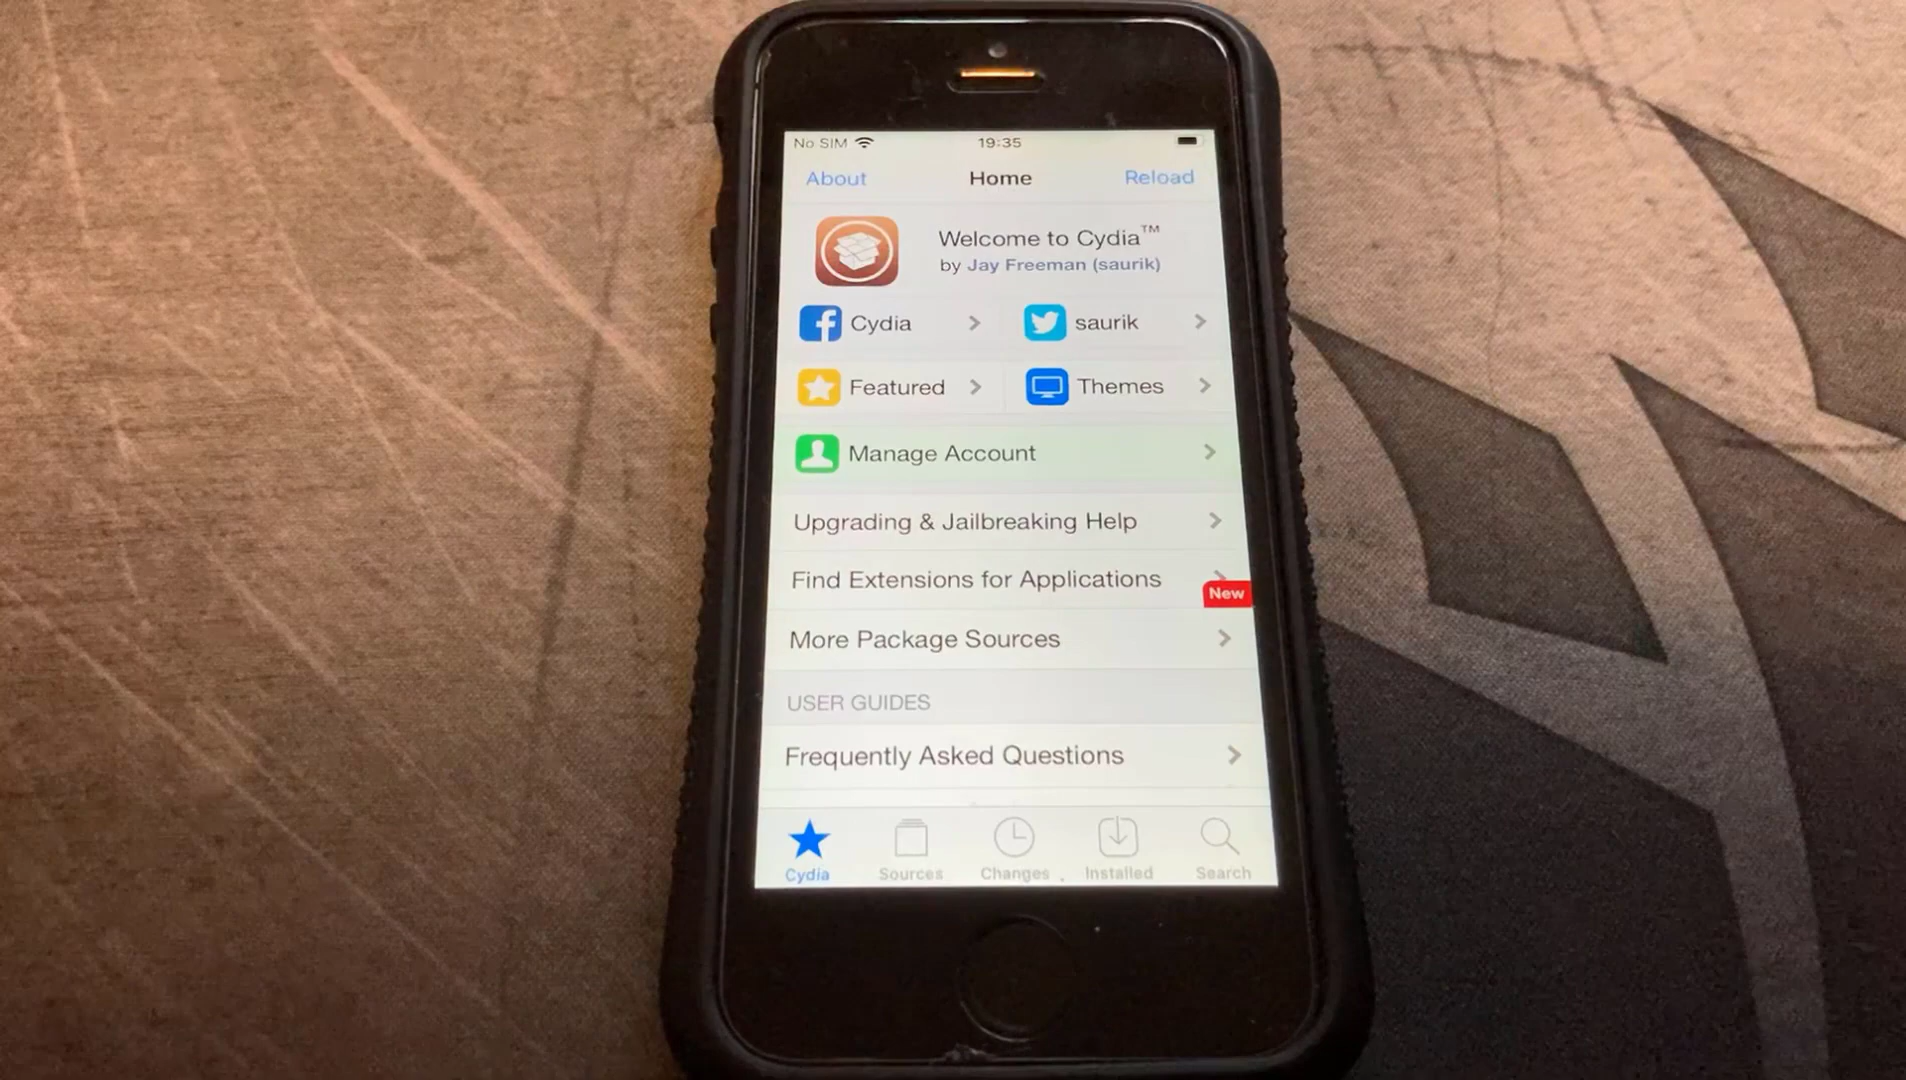 No SIM 19:35
About Home Reload
Welcome to Cydia™
by Jay Freeman (saurik)
Cydia saurik
Featured Themes
Manage Account
Upgrading & Jailbreaking Help
Find Extensions for Applications
New
More Package Sources
USER GUIDES
Frequently Asked Questions
Cydia Sources Changes Installed Search